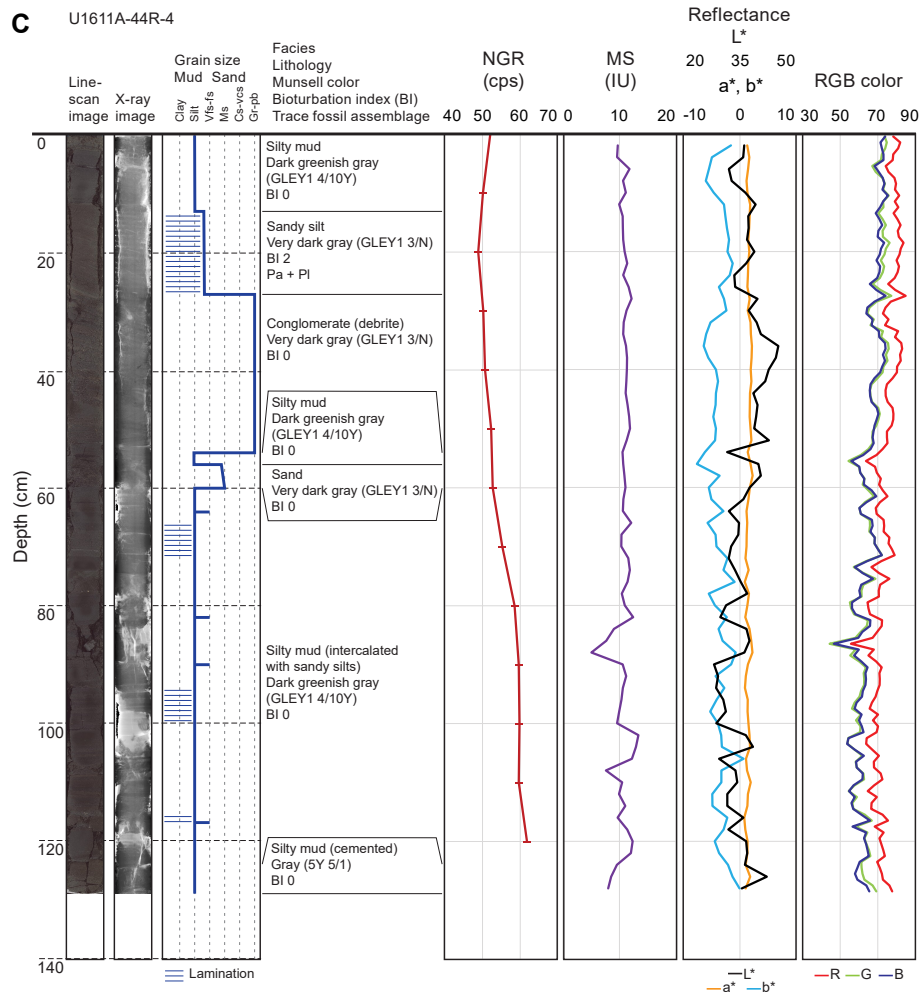 C
U1611A-44R-4
Line-
scan
image
X-ray
image
Grain size
Mud Sand
Clay
Silt
Vfs-fs
Ms
Cs-vcs
Gr-pb
Facies
Lithology
Munsell color
Bioturbation index (BI)
Trace fossil assemblage
NGR
(cps)
40 50 60 70
MS
(IU)
0 10 20
Reflectance
L*
20 35 50
a*, b*
-10 0 10
RGB color
30 50 70 90
Depth (cm)
0
20
40
60
80
100
120
140
Silty mud
Dark greenish gray
(GLEY1 4/10Y)
BI 0
Sandy silt
Very dark gray (GLEY1 3/N)
BI 2
Pa + Pl
Conglomerate (debrite)
Very dark gray (GLEY1 3/N)
BI 0
Silty mud
Dark greenish gray
(GLEY1 4/10Y)
BI 0
Sand
Very dark gray (GLEY1 3/N)
BI 0
Silty mud (intercalated
with sandy silts)
Dark greenish gray
(GLEY1 4/10Y)
BI 0
Silty mud (cemented)
Gray (5Y 5/1)
BI 0
Lamination
L*
a* b*
R G B